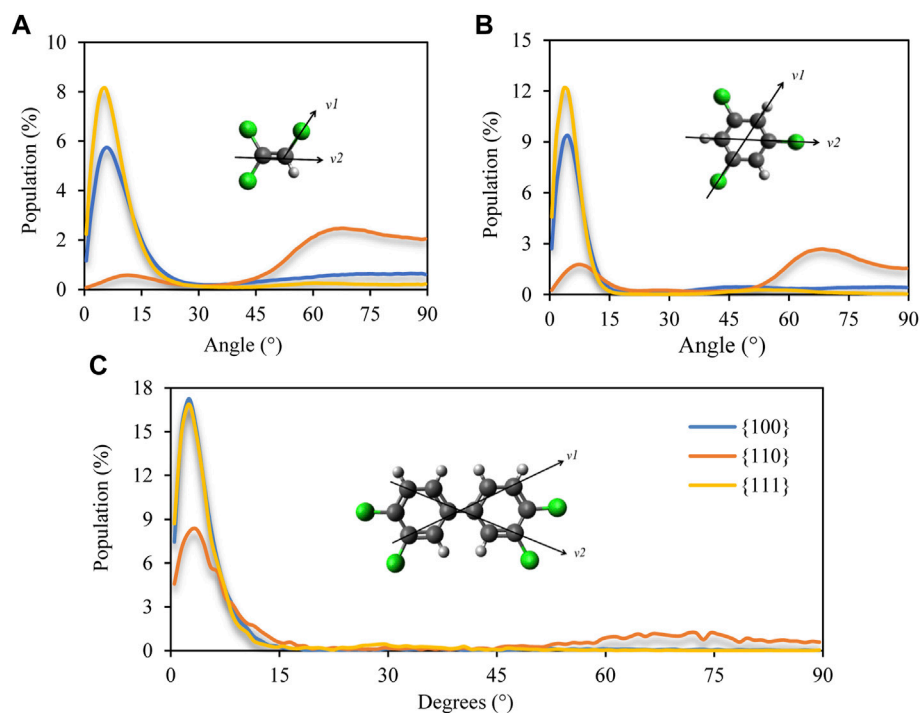 A
10
8
6
4
2
0
Population (%)
v1
v2
0 15 30 45 60 75 90
Angle (°)
B
15
12
9
6
3
0
Population (%)
v1
v2
0 15 30 45 60 75 90
Angle (°)
C
18
15
12
9
6
3
0
Population (%)
v1
v2
{100}
{110}
{111}
0 15 30 45 60 75 90
Degrees (°)